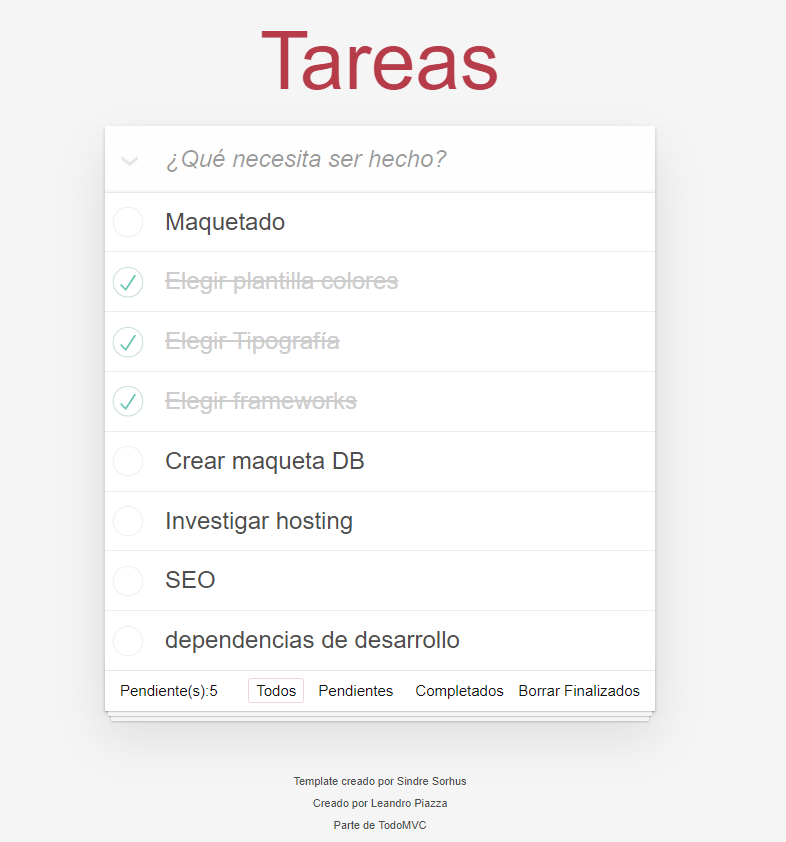 Tareas
¿Qué necesita ser hecho?
Maquetado
Elegir plantilla colores
Elegir Tipografía
Elegir frameworks
Crear maqueta DB
Investigar hosting
SEO
dependencias de desarrollo
Pendiente(s):5 Todos Pendientes Completados Borrar Finalizados
Template creado por Sindre Sorhus
Creado por Leandro Piazza
Parte de TodoMVC